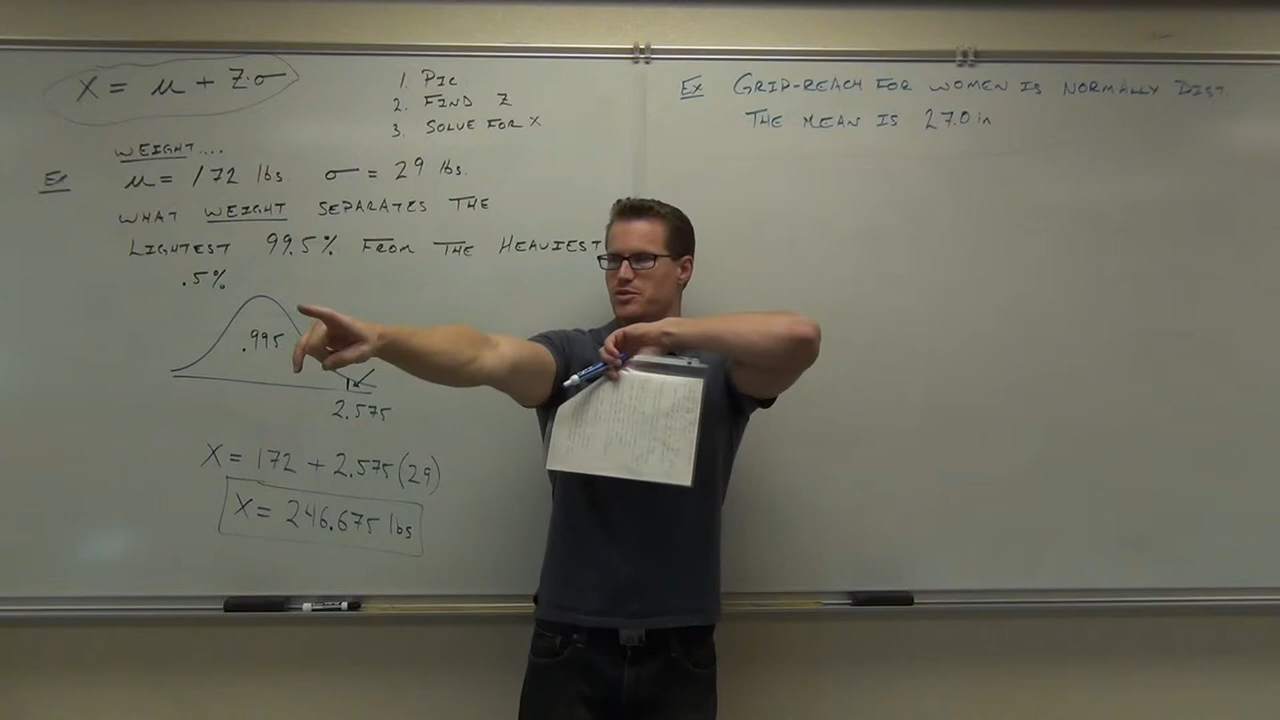 X = μ + Z·σ
1. PIC
2. FIND Z
3. SOLVE FOR X
WEIGHT....
Ex μ = 172 lbs σ = 29 lbs.
WHAT WEIGHT SEPARATES THE
LIGHTEST 99.5% FROM THE HEAVIEST
.5%
.995
2.575
X = 172 + 2.575(29)
X = 246.675 lbs
Ex GRIP-REACH FOR WOMEN IS NORMALLY DIST.
THE MEAN IS 27.0 in